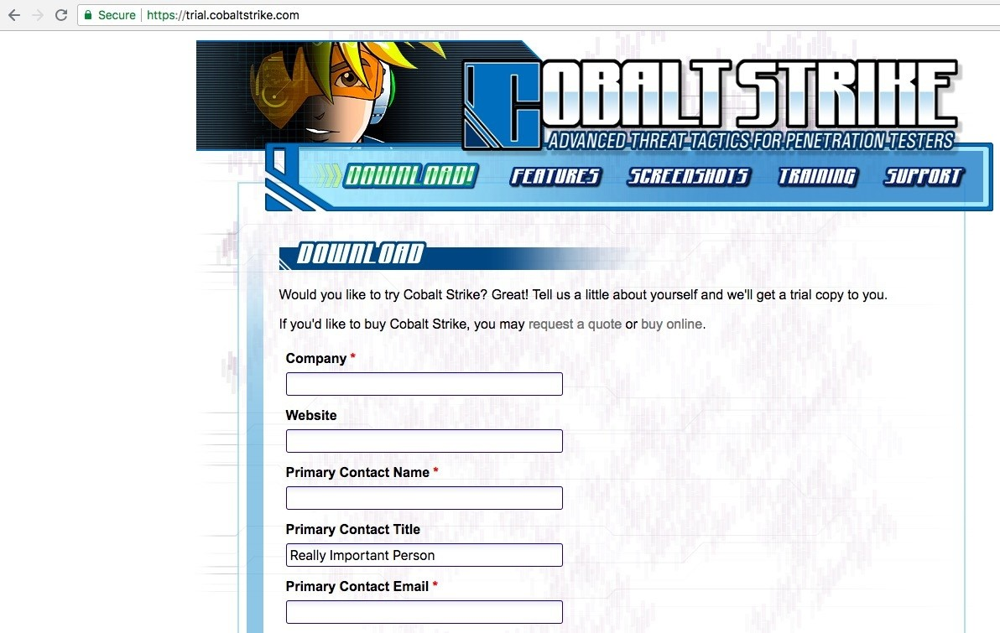 Secure https://trial.cobaltstrike.com
COBALT STRIKE
ADVANCED THREAT TACTICS FOR PENETRATION TESTERS
DOWNLOAD! FEATURES SCREENSHOTS TRAINING SUPPORT
DOWNLOAD
Would you like to try Cobalt Strike? Great! Tell us a little about yourself and we'll get a trial copy to you.
If you'd like to buy Cobalt Strike, you may request a quote or buy online.
Company *
Website
Primary Contact Name *
Primary Contact Title
Really Important Person
Primary Contact Email *